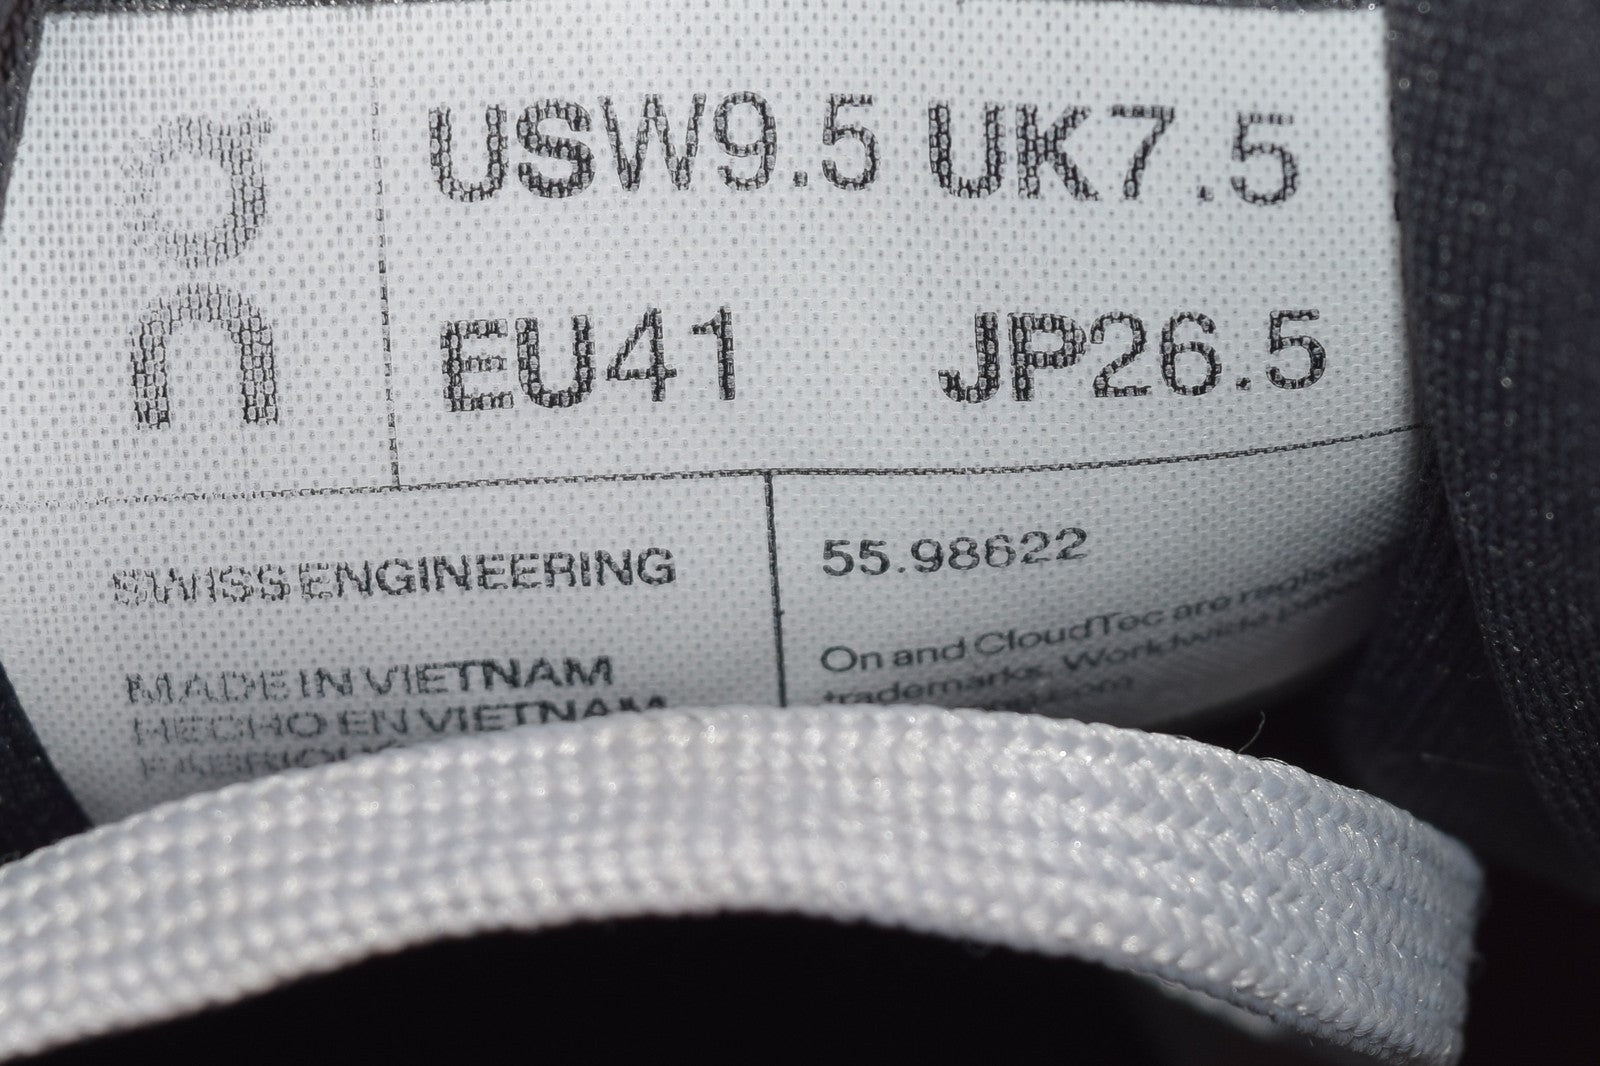 on
USW9.5 UK7.5
EU41 JP26.5
SWISS ENGINEERING
MADE IN VIETNAM
HECHO EN VIETNAM
55.98622
On and CloudTec are
trademarks. Worldwide